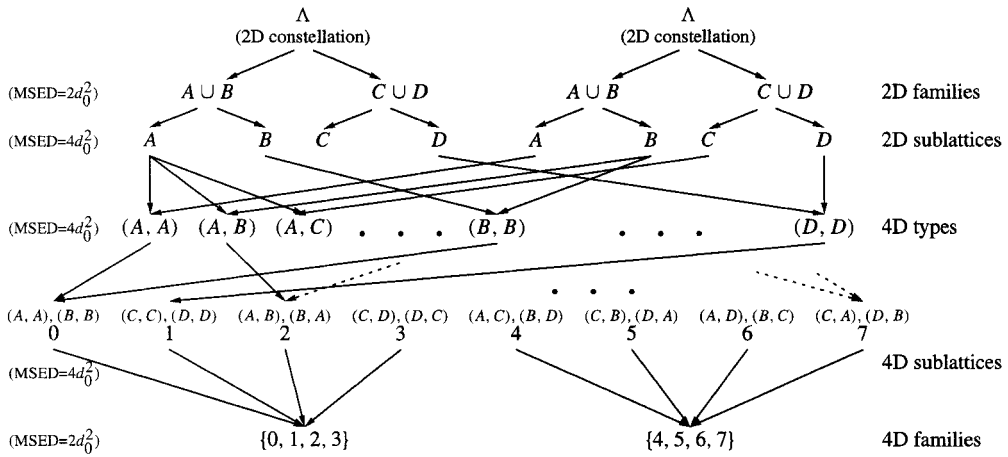 Λ Λ
(2D constellation) (2D constellation)
(MSED=2d₀²) A ∪ B C ∪ D A ∪ B C ∪ D 2D families
(MSED=4d₀²) A B C D A B C D 2D sublattices
(MSED=4d₀²) (A, A) (A, B) (A, C) . . . (B, B) . . . (D, D) 4D types
. . .
(A, A),(B, B) (C, C),(D, D) (A, B),(B, A) (C, D),(D, C) (A, C),(B, D) (C, B),(D, A) (A, D),(B, C) (C, A),(D, B)
0 1 2 3 4 5 6 7
(MSED=4d₀²) 4D sublattices
(MSED=2d₀²) {0, 1, 2, 3} {4, 5, 6, 7} 4D families